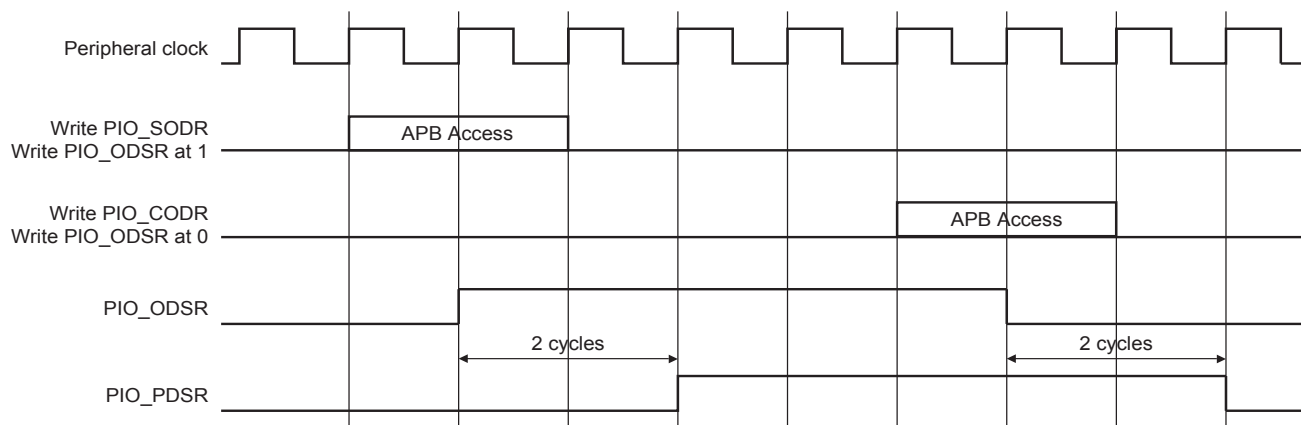 Peripheral clock
Write PIO_SODR
Write PIO_ODSR at 1
APB Access
Write PIO_CODR
Write PIO_ODSR at 0
APB Access
PIO_ODSR
2 cycles
2 cycles
PIO_PDSR